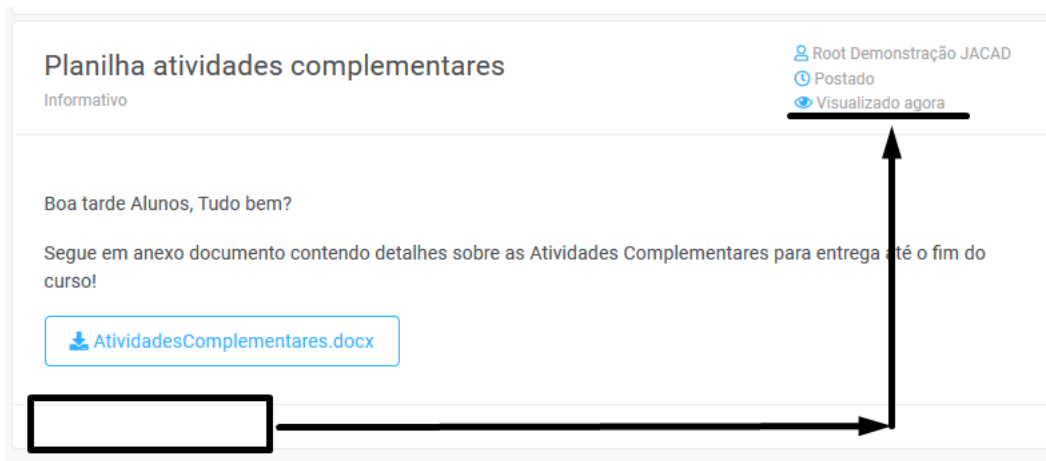 Planilha atividades complementares
Informativo
Root Demonstração JACAD
Postado
Visualizado agora
Boa tarde Alunos, Tudo bem?
Segue em anexo documento contendo detalhes sobre as Atividades Complementares para entrega até o fim do
curso!
AtividadesComplementares.docx